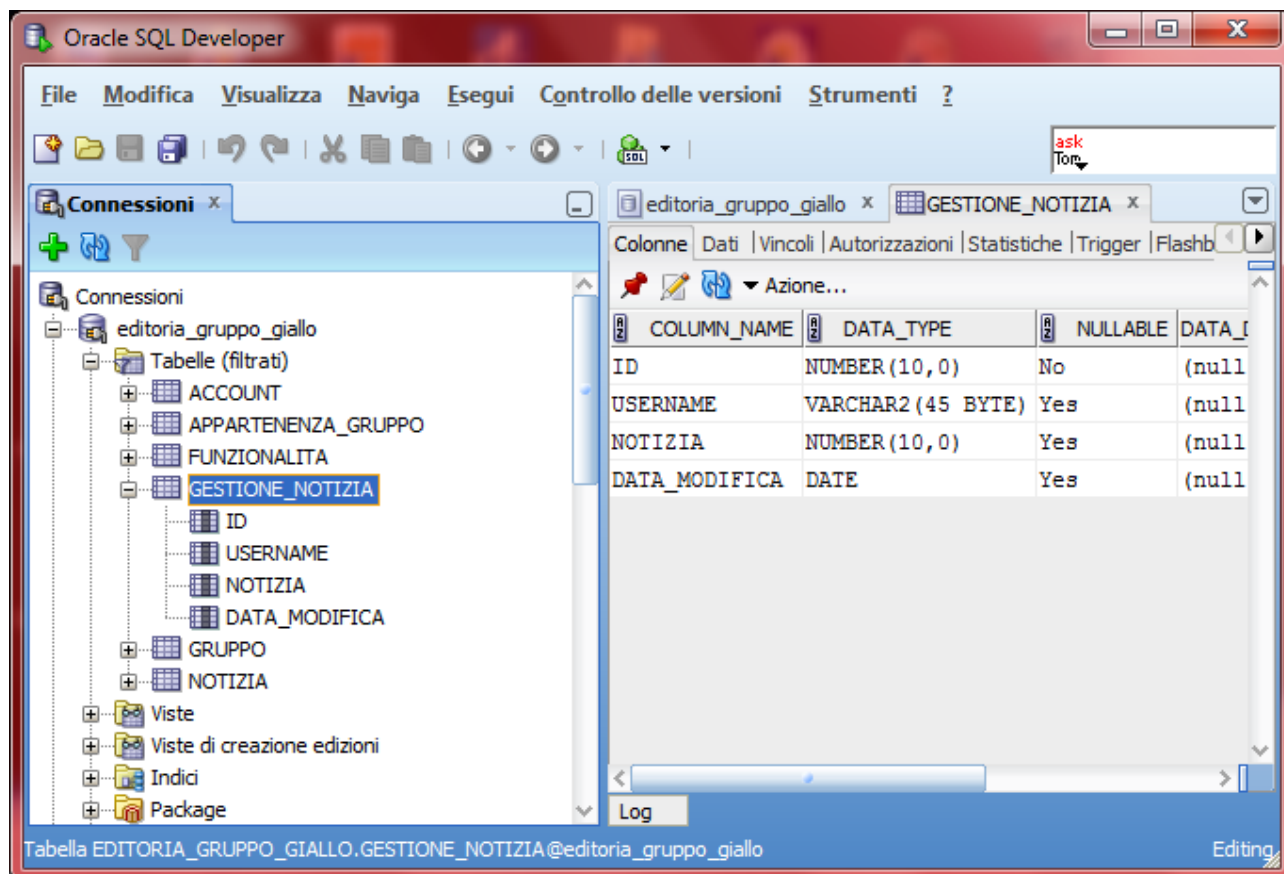 Oracle SQL Developer
File Modifica Visualizza Naviga Esegui Controllo delle versioni Strumenti ?
SQL
ask
Tom
Connessioni x
Connessioni
editoria_gruppo_giallo
Tabelle (filtrati)
ACCOUNT
APPARTENENZA_GRUPPO
FUNZIONALITA
GESTIONE_NOTIZIA
ID
USERNAME
NOTIZIA
DATA_MODIFICA
GRUPPO
NOTIZIA
Viste
Viste di creazione edizioni
Indici
Package
editoria_gruppo_giallo x GESTIONE_NOTIZIA x
Colonne Dati Vincoli Autorizzazioni Statistiche Trigger Flashb
Azione...
COLUMN_NAME DATA_TYPE NULLABLE DATA_D
ID NUMBER(10,0) No (null
USERNAME VARCHAR2(45 BYTE) Yes (null
NOTIZIA NUMBER(10,0) Yes (null
DATA_MODIFICA DATE Yes (null
Log
Tabella EDITORIA_GRUPPO_GIALLO.GESTIONE_NOTIZIA@editoria_gruppo_giallo Editing